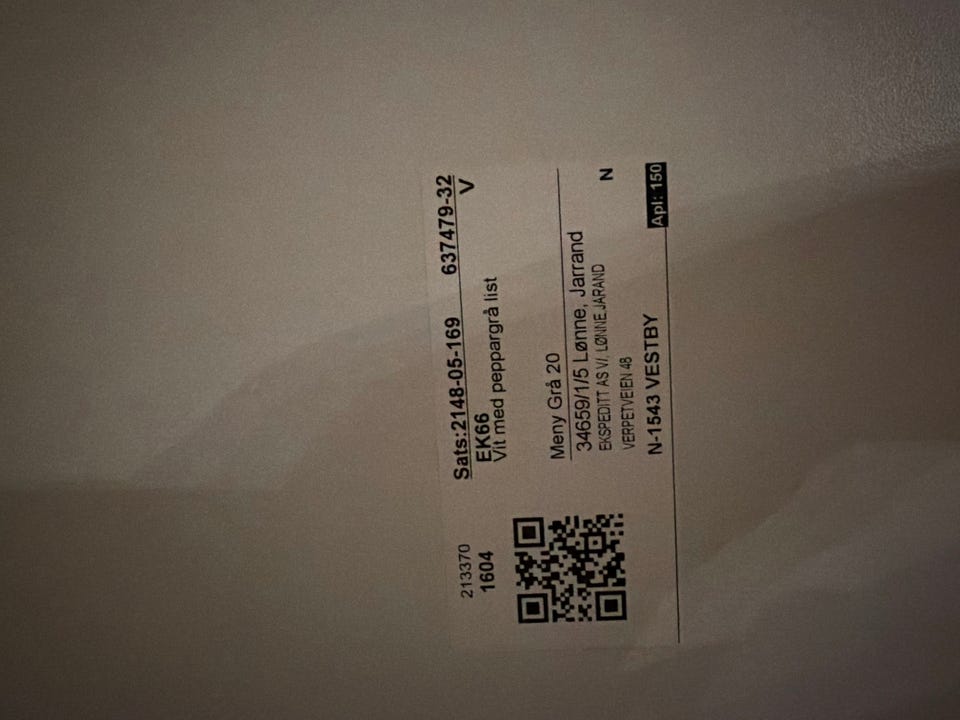 213370
1604
Sats:2148-05-169 637479-32
EK66 V
Vit med peppargrå list
Meny Grå 20
34659/1/5 Lønne, Jarrand
EKSPEDITT AS V/. LØNNE JARAND
VERPETVEIEN 48 N
N-1543 VESTBY
Apl: 150